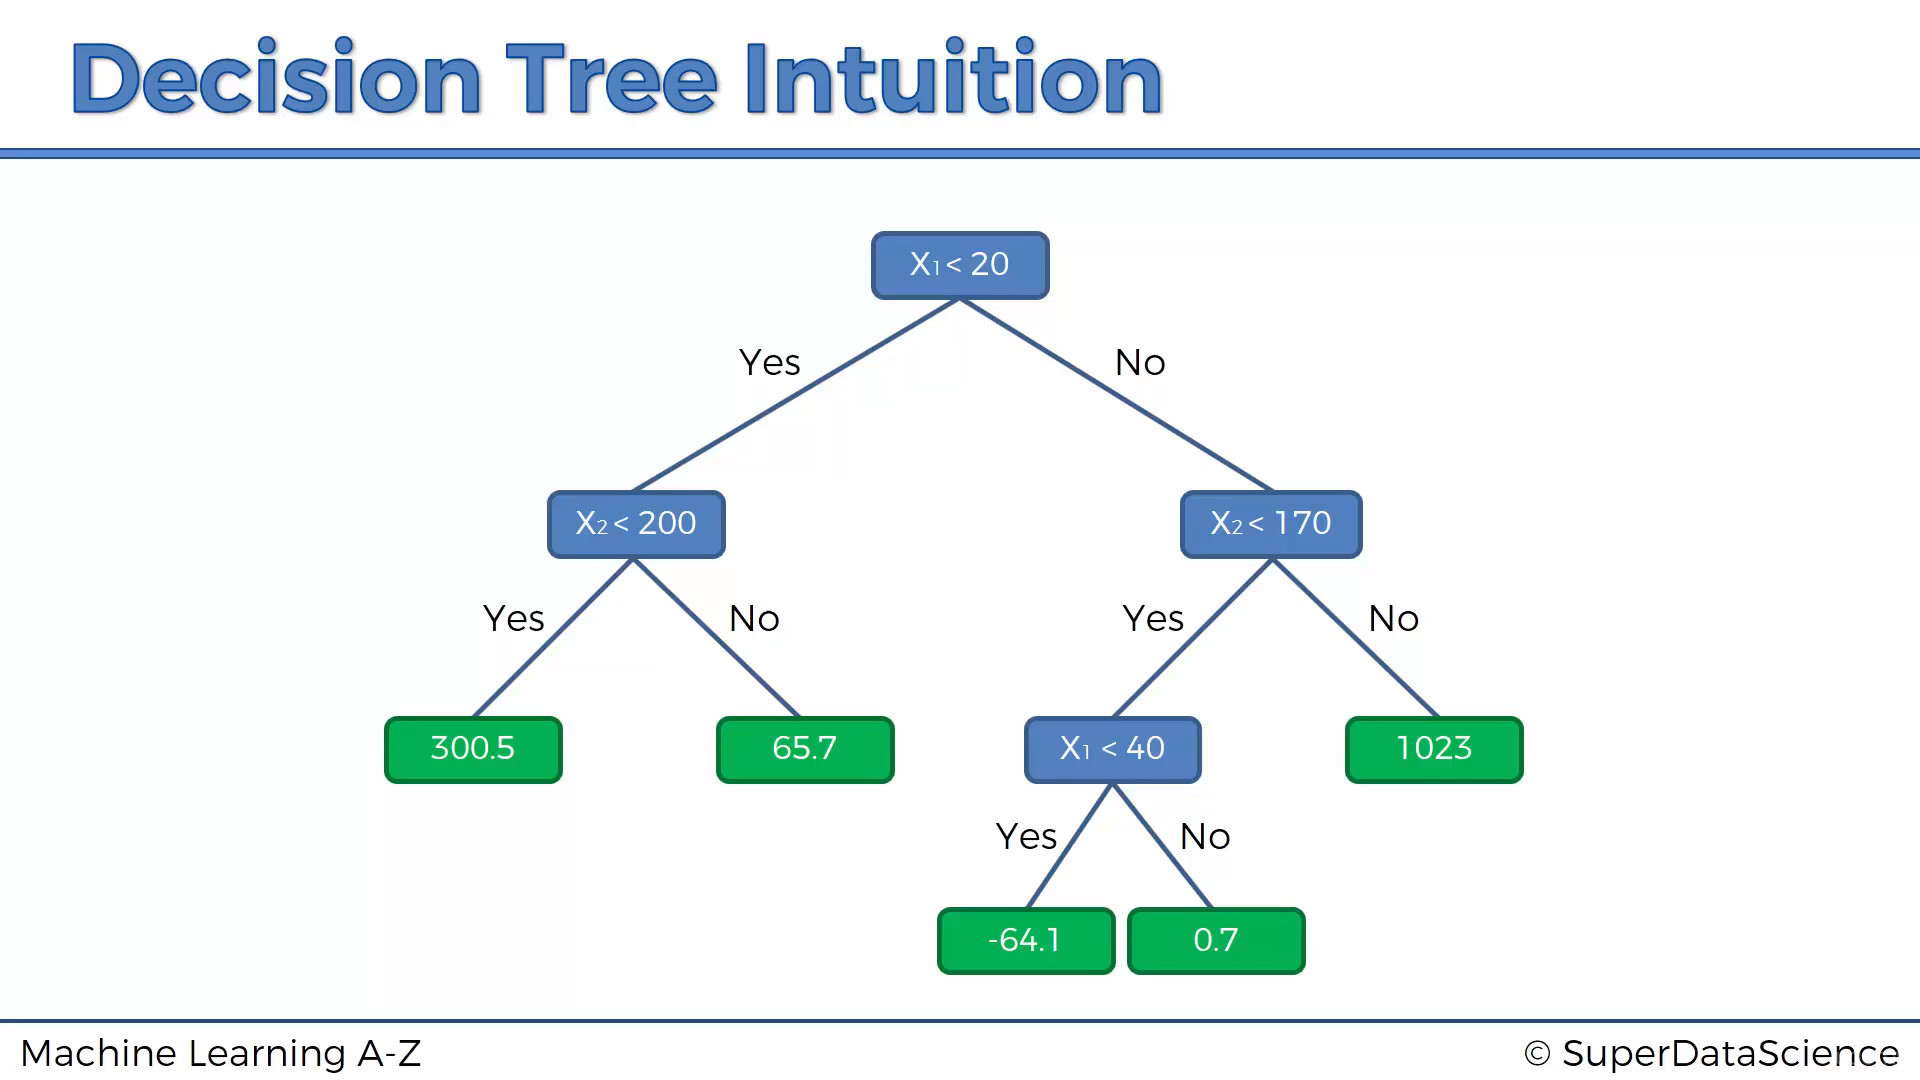 Decision Tree Intuition
X₁ < 20
Yes
No
X₂ < 200
X₂ < 170
Yes
No
Yes
No
300.5
65.7
X₁ < 40
1023
Yes
No
-64.1
0.7
Machine Learning A-Z
© SuperDataScience